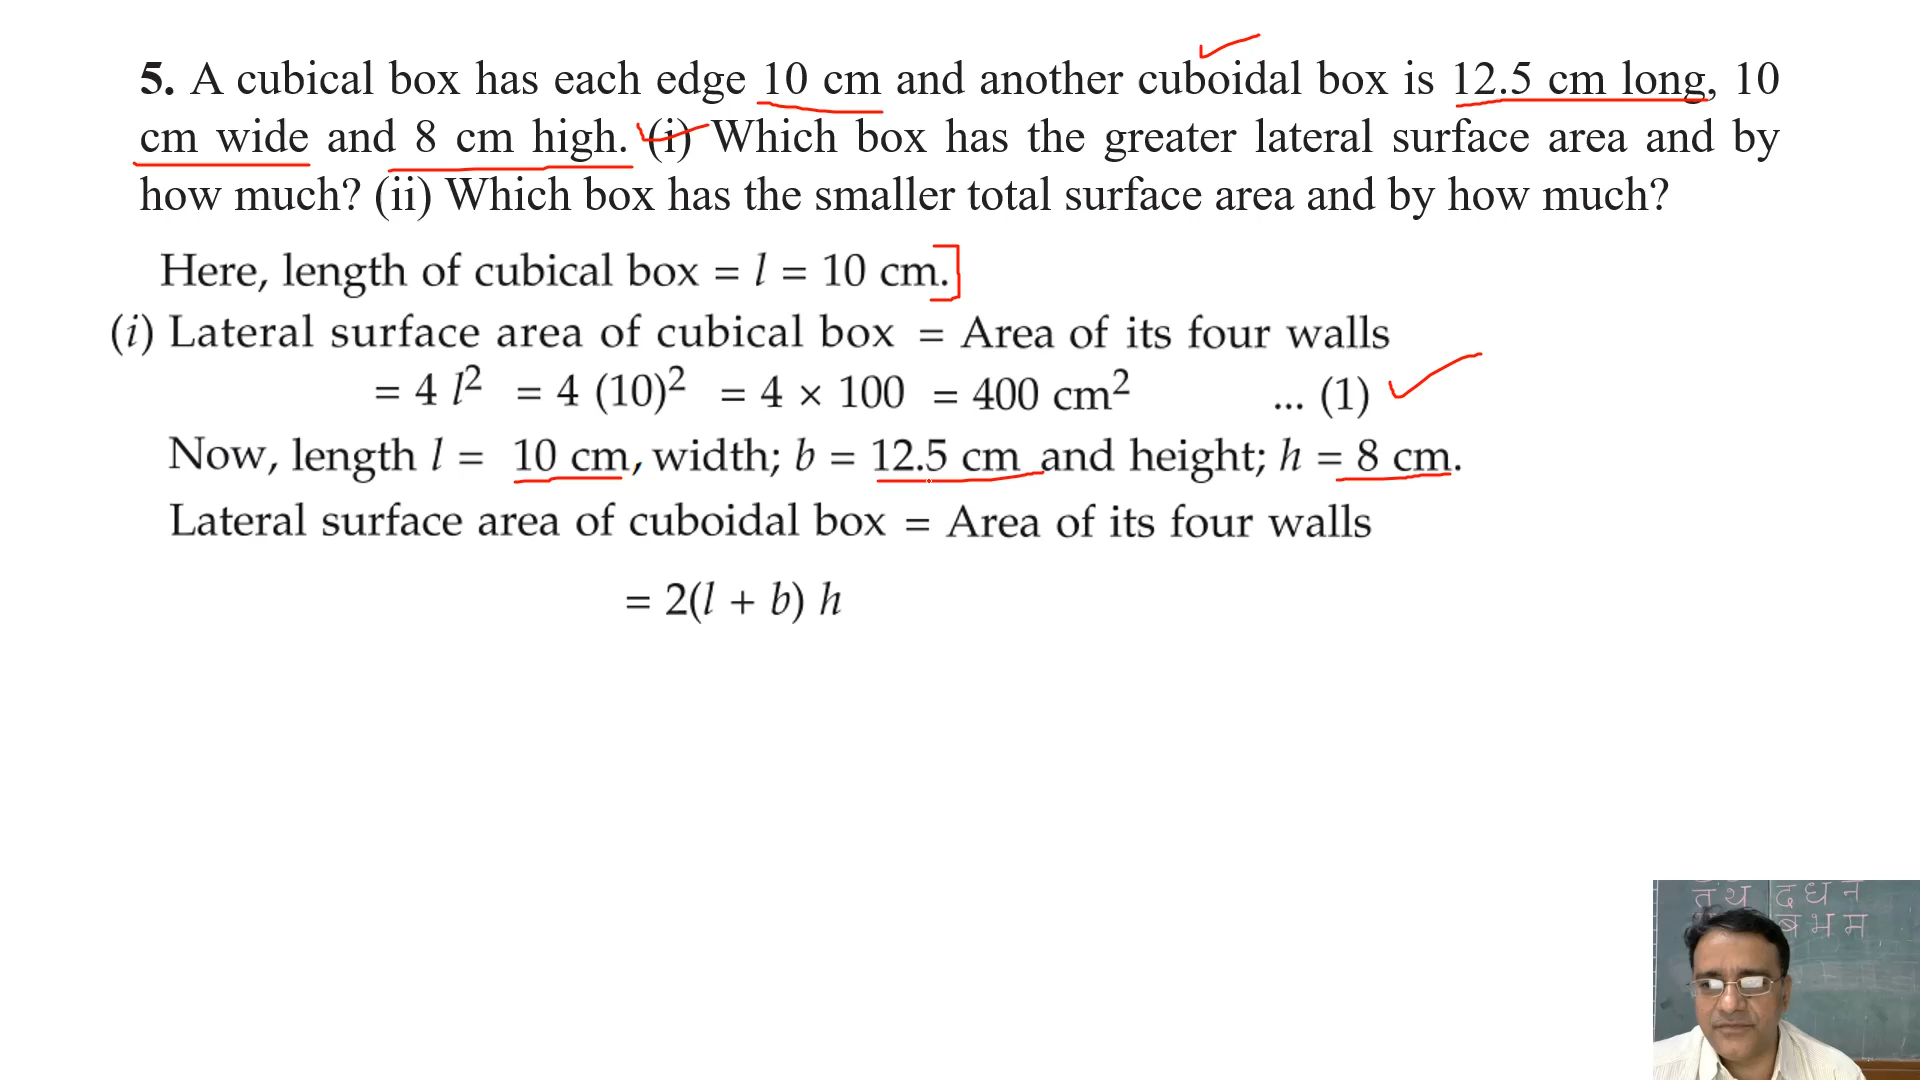 5. A cubical box has each edge 10 cm and another cuboidal box is 12.5 cm long, 10
cm wide and 8 cm high. (i) Which box has the greater lateral surface area and by
how much? (ii) Which box has the smaller total surface area and by how much?
Here, length of cubical box = l = 10 cm.
(i) Lateral surface area of cubical box = Area of its four walls
= 4 l² = 4 (10)² = 4 × 100 = 400 cm² ... (1)
Now, length l = 10 cm, width; b = 12.5 cm and height; h = 8 cm.
Lateral surface area of cuboidal box = Area of its four walls
= 2(l + b) h
त थ द ध न
ब भ म